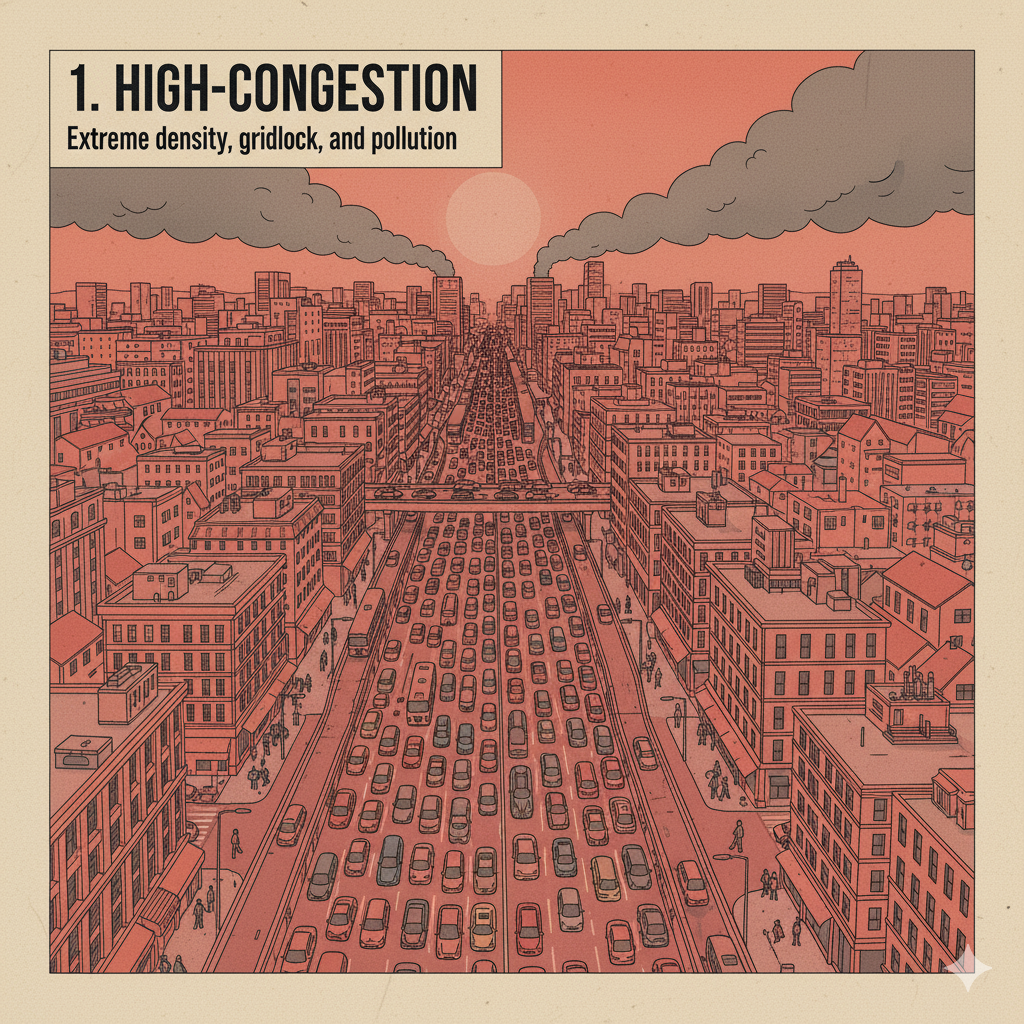 1. HIGH-CONGESTION
Extreme density, gridlock, and pollution